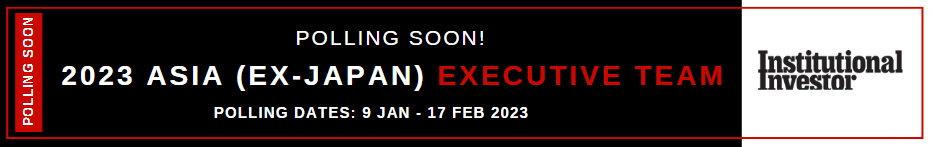 POLLING SOON
POLLING SOON!
2023 ASIA (EX-JAPAN) EXECUTIVE TEAM
POLLING DATES: 9 JAN - 17 FEB 2023
Institutional
Investor